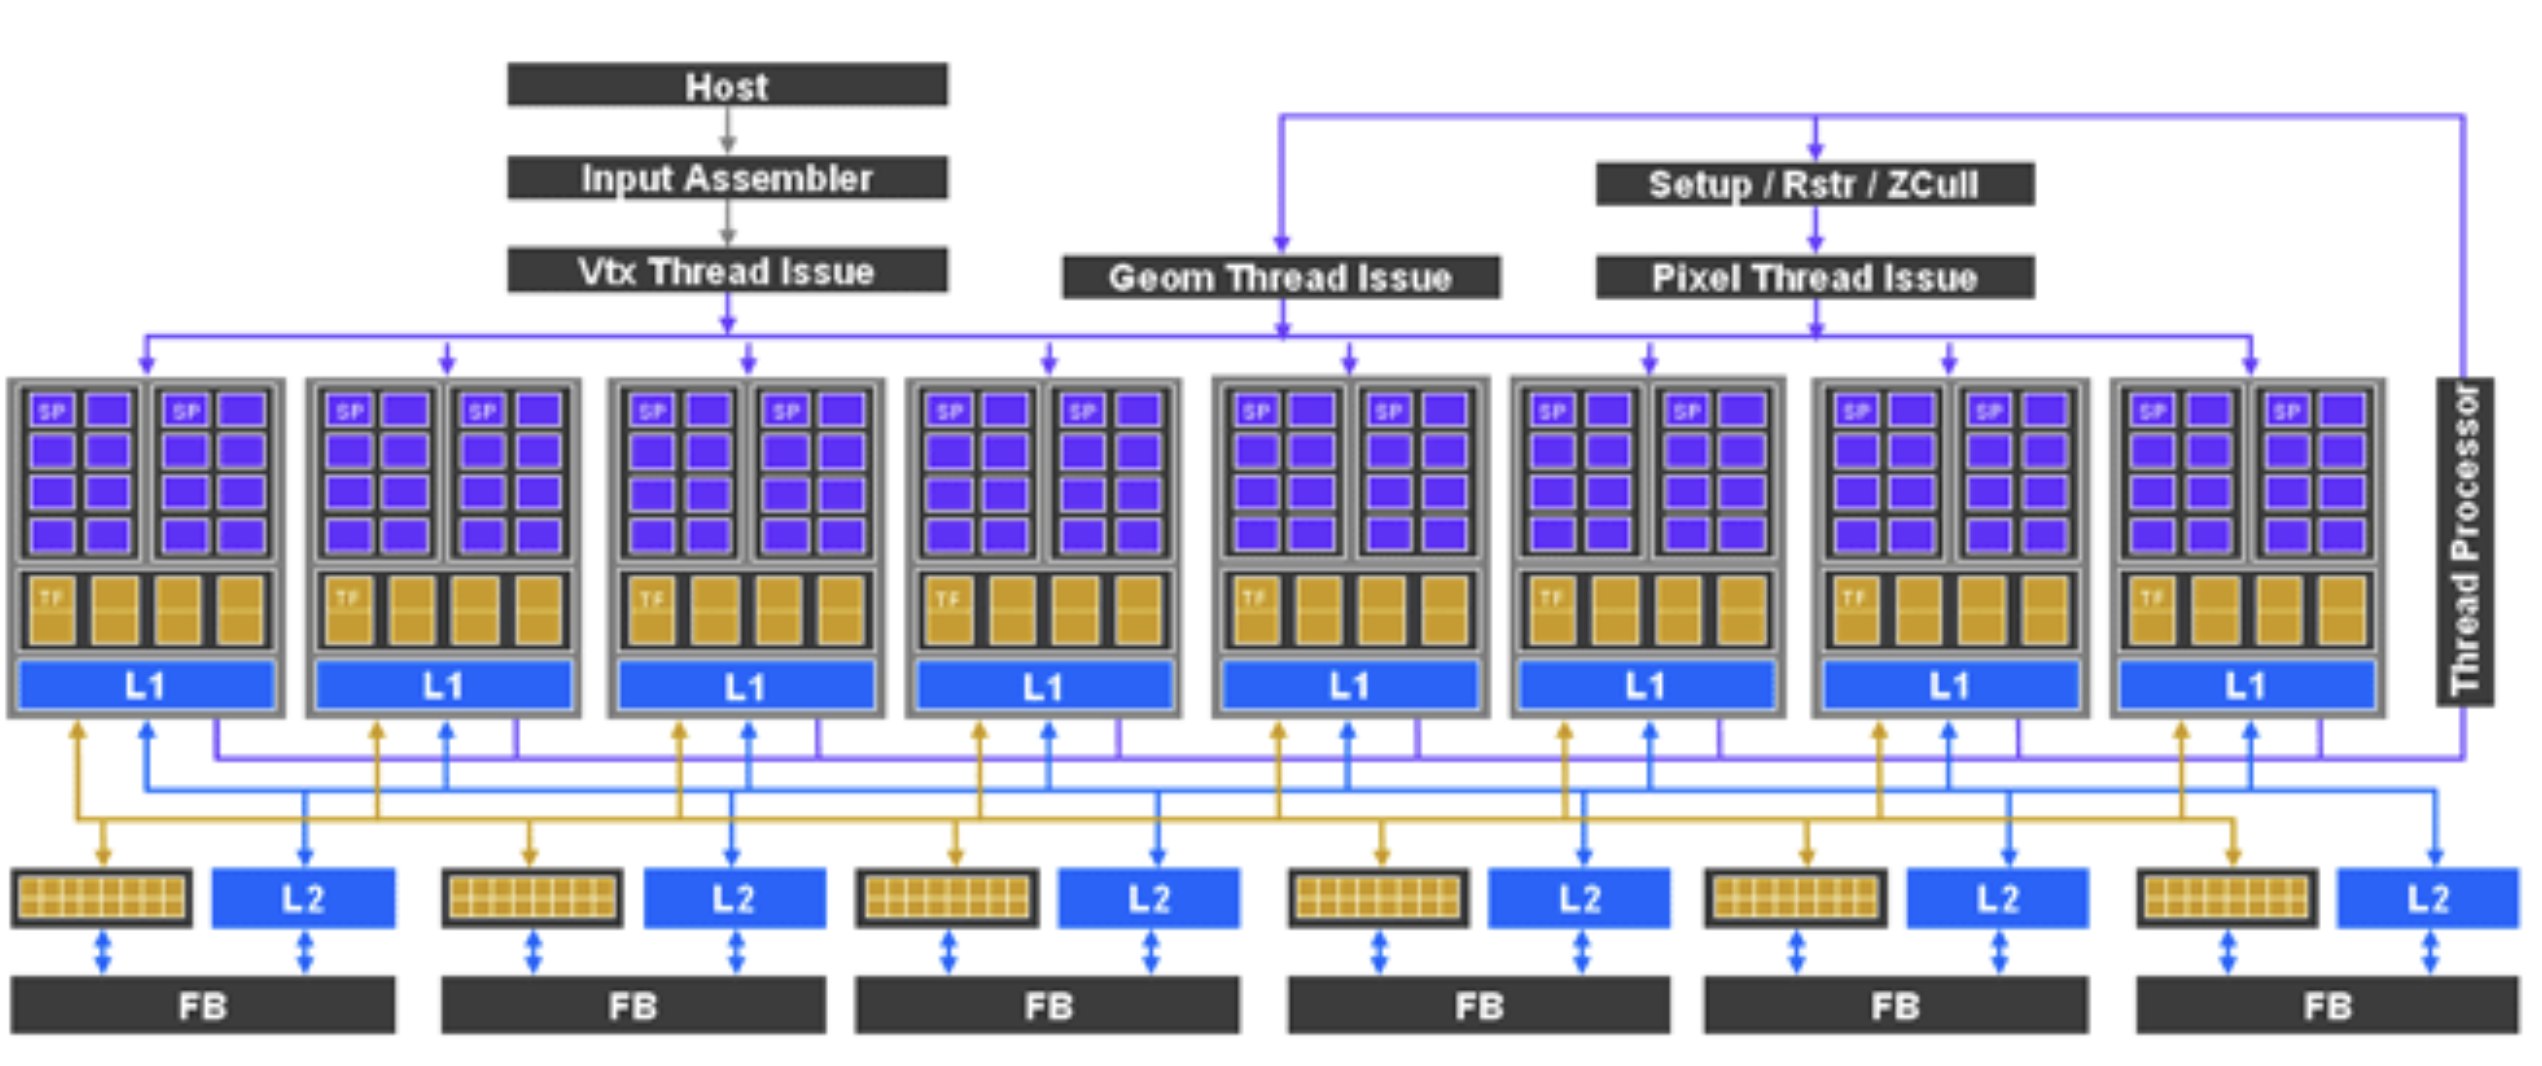 Host
Input Assembler
Setup / Rstr / ZCull
Vtx Thread Issue
Geom Thread Issue
Pixel Thread Issue
SP SP SP SP SP SP SP SP SP SP SP SP SP SP SP SP
Thread Processor
TF TF TF TF TF TF TF TF
L1 L1 L1 L1 L1 L1 L1 L1
L2 L2 L2 L2 L2 L2
FB FB FB FB FB FB